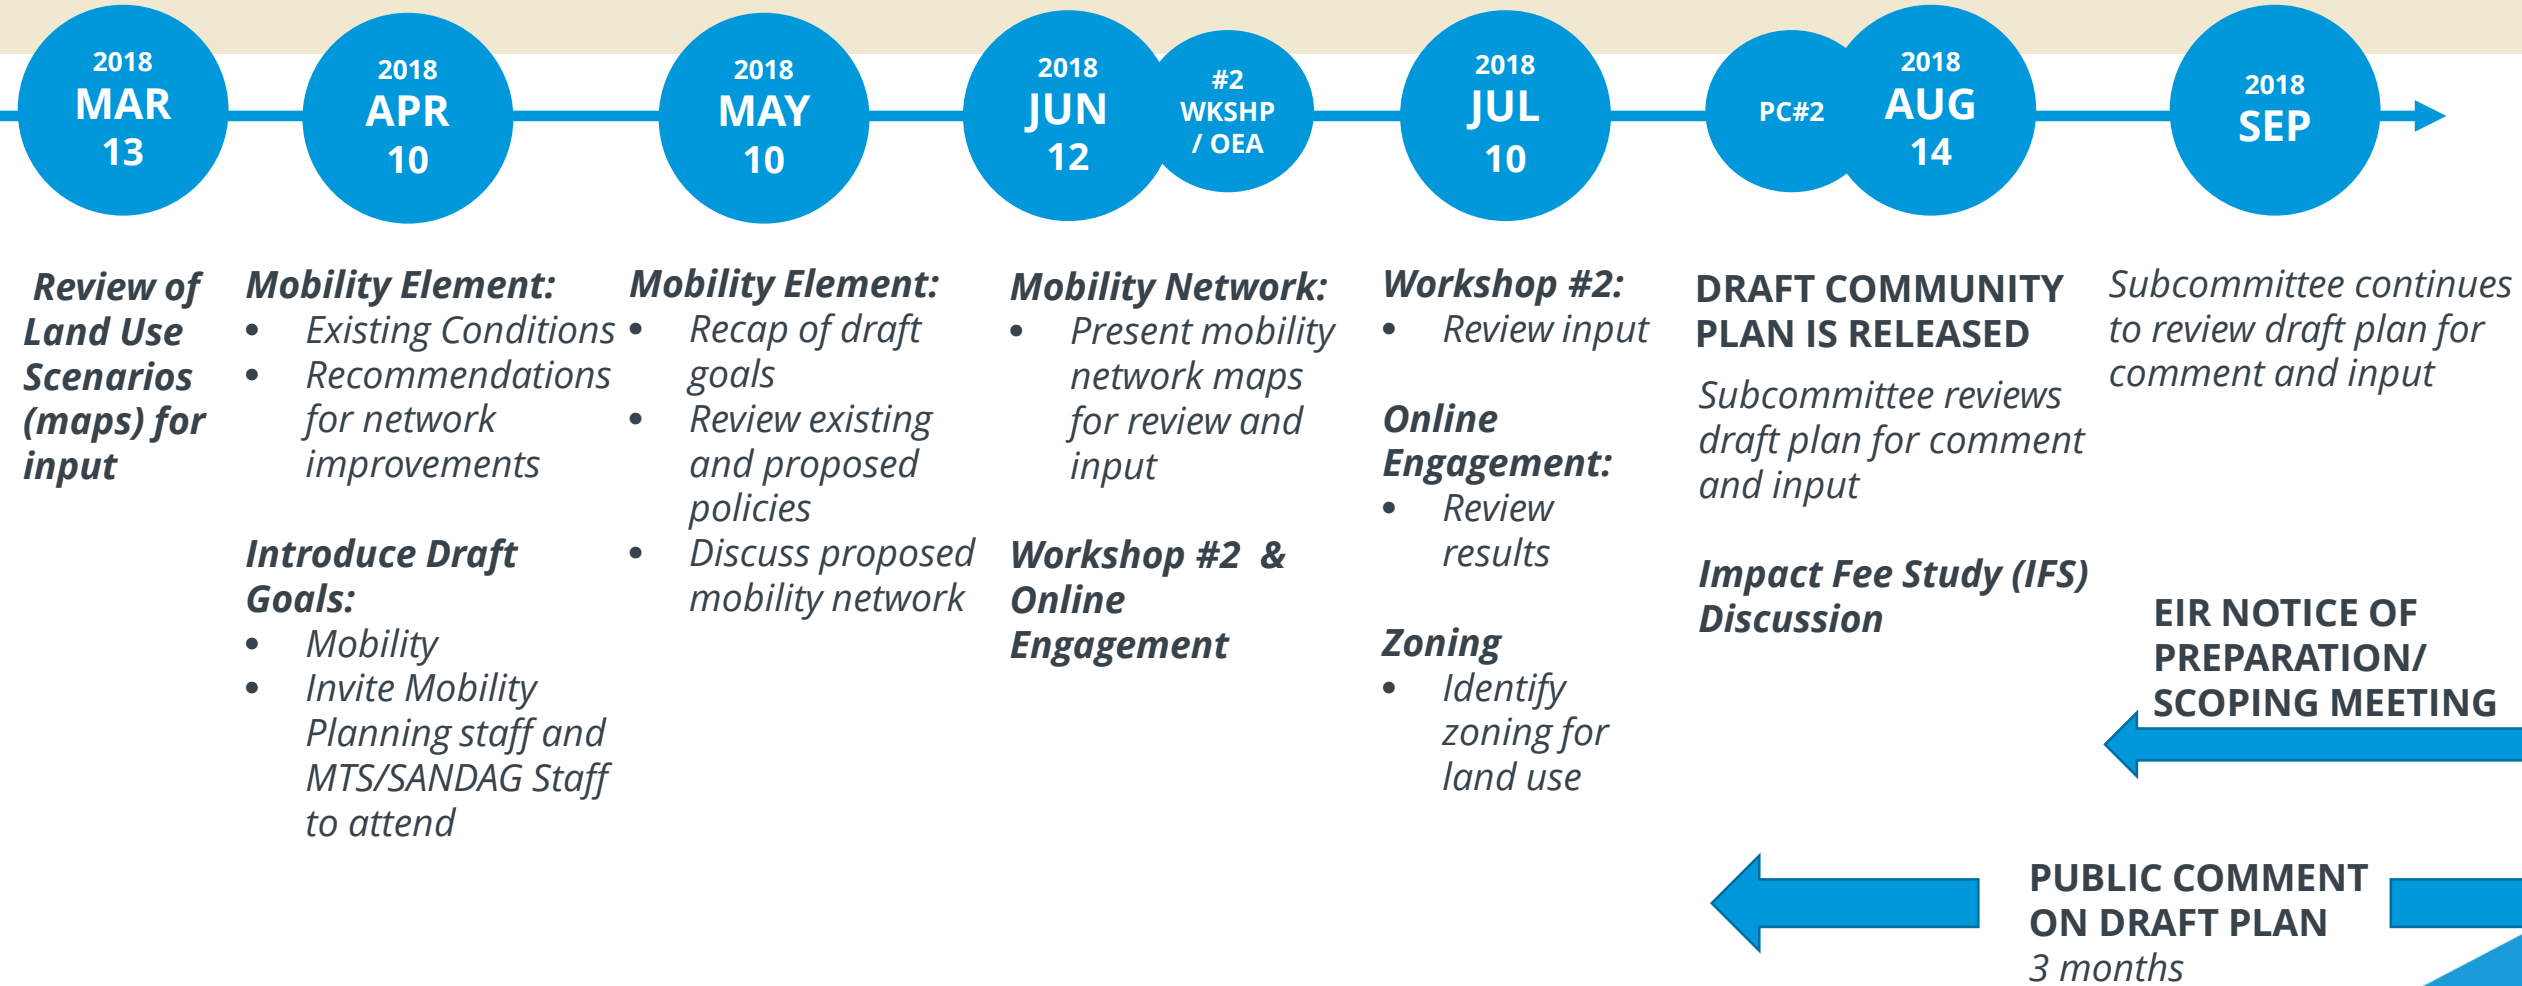 2018
MAR
13
2018
APR
10
2018
MAY
10
2018
JUN
12
#2
WKSHP
/ OEA
2018
JUL
10
PC#2
2018
AUG
14
2018
SEP
Review of
Land Use
Scenarios
(maps) for
input
Mobility Element:
• Existing Conditions
• Recommendations
for network
improvements
Introduce Draft
Goals:
• Mobility
• Invite Mobility
Planning staff and
MTS/SANDAG Staff
to attend
Mobility Element:
• Recap of draft
goals
• Review existing
and proposed
policies
• Discuss proposed
mobility network
Mobility Network:
• Present mobility
network maps
for review and
input
Workshop #2 &
Online
Engagement
Workshop #2:
• Review input
Online
Engagement:
• Review
results
Zoning
• Identify
zoning for
land use
DRAFT COMMUNITY
PLAN IS RELEASED
Subcommittee reviews
draft plan for comment
and input
Impact Fee Study (IFS)
Discussion
Subcommittee continues
to review draft plan for
comment and input
EIR NOTICE OF
PREPARATION/
SCOPING MEETING
PUBLIC COMMENT
ON DRAFT PLAN
3 months